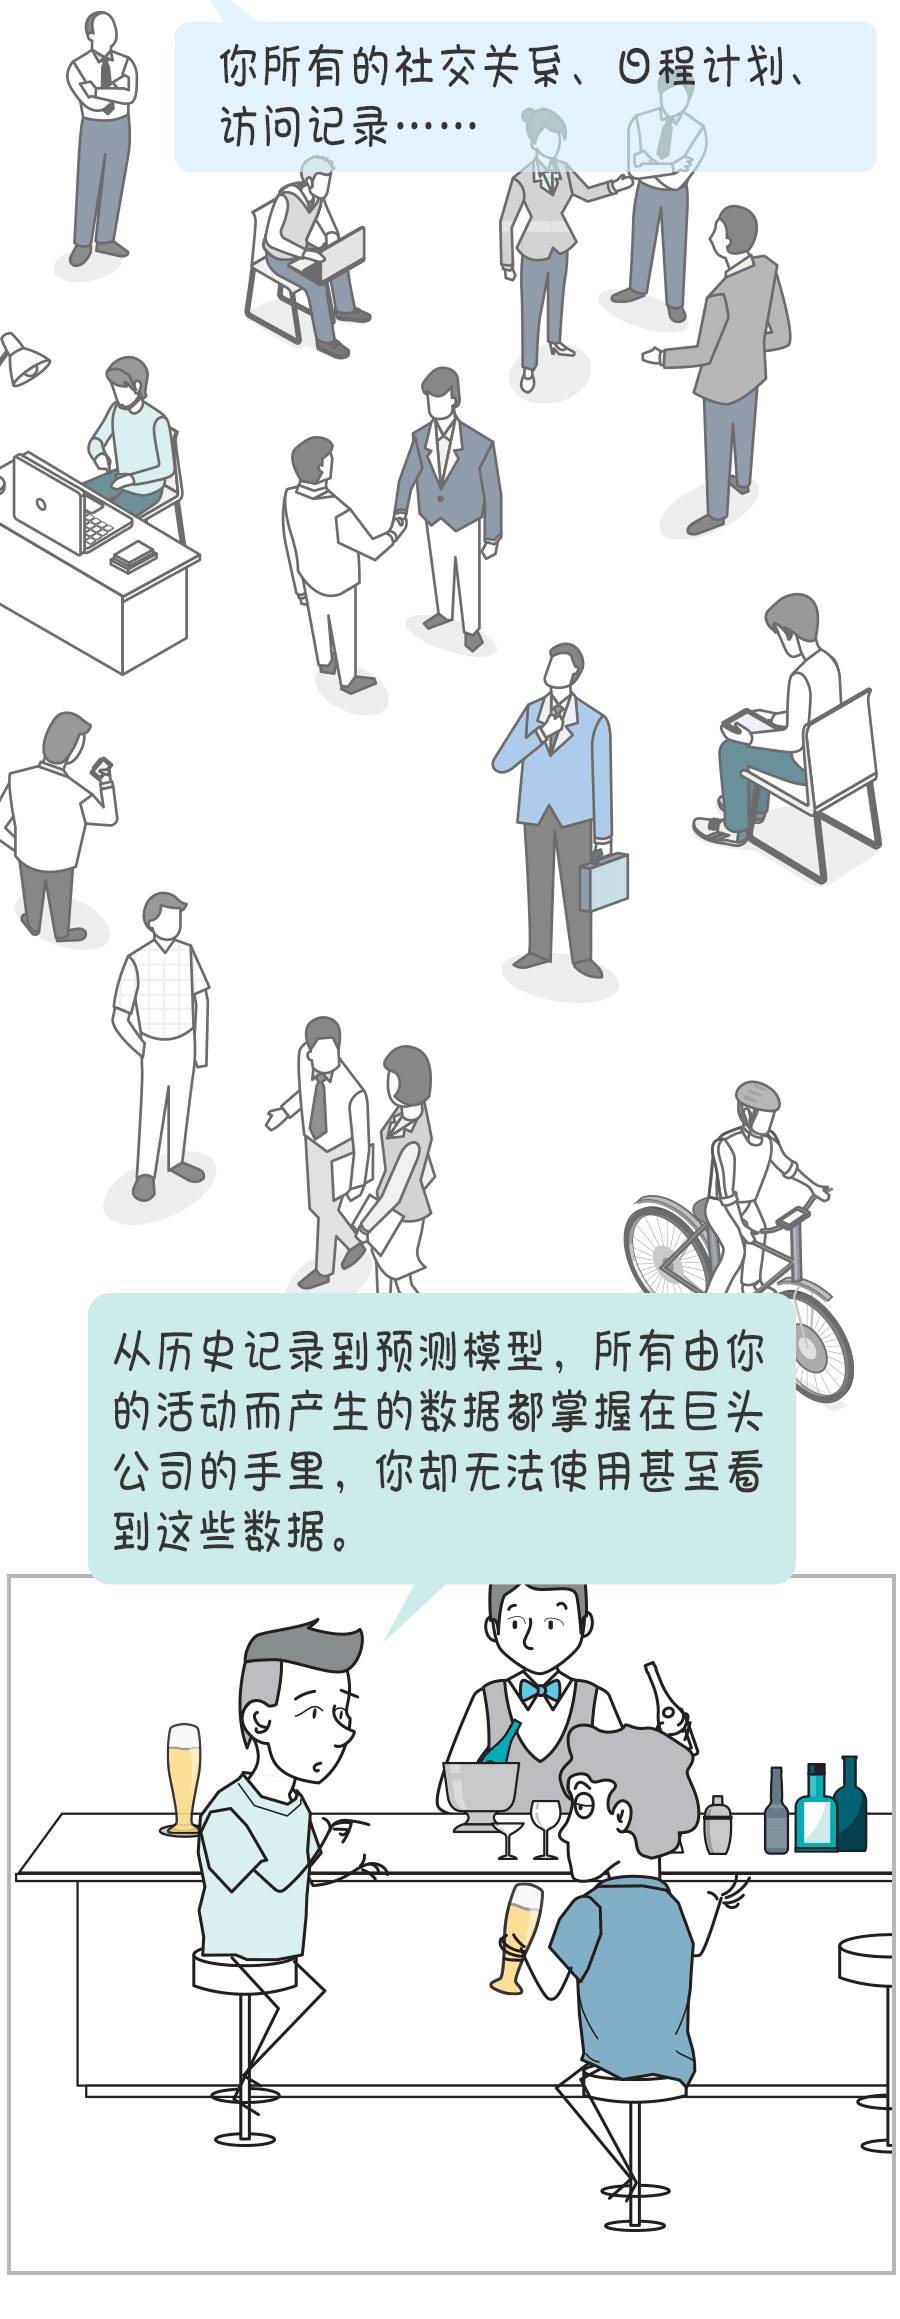 你所有的社交关系、日程计划、
访问记录……
从历史记录到预测模型，所有由你
的活动而产生的数据都掌握在巨头
公司的手里，你却无法使用甚至看
到这些数据。